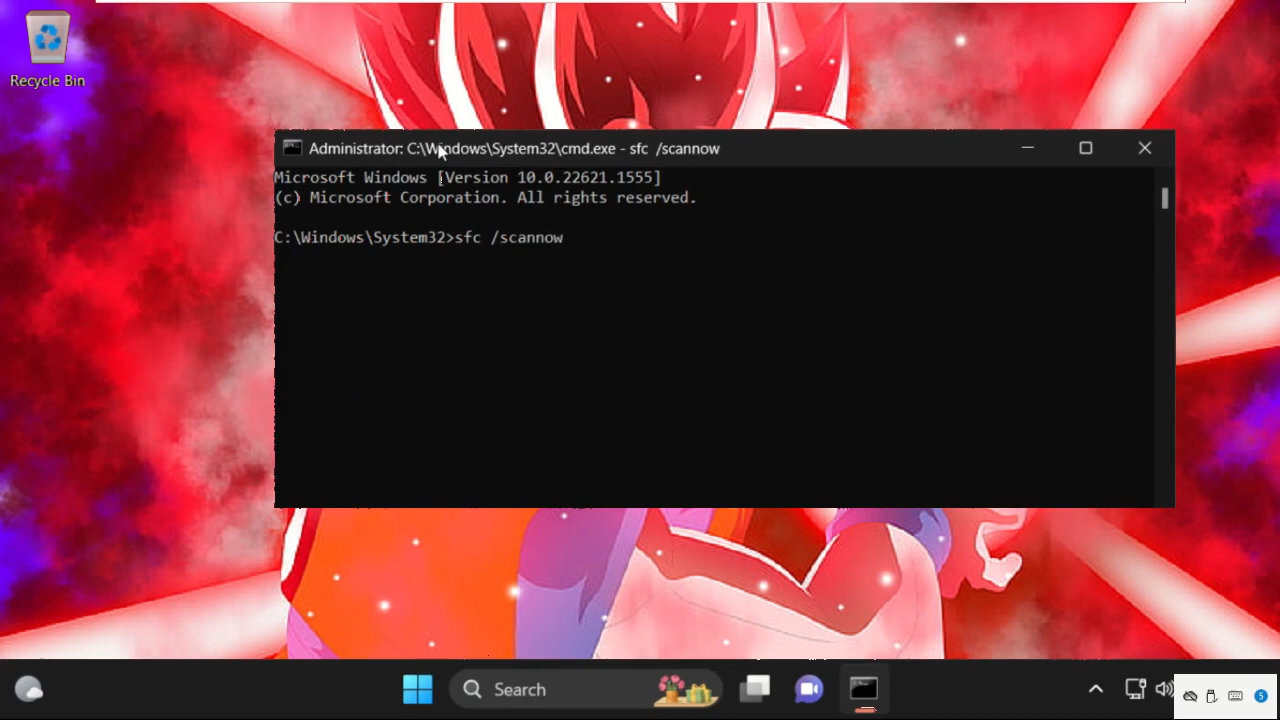 Recycle Bin
Administrator: C:\Windows\System32\cmd.exe - sfc  /scannow
Microsoft Windows [Version 10.0.22621.1555]
(c) Microsoft Corporation. All rights reserved.
C:\Windows\System32>sfc /scannow
Search
5